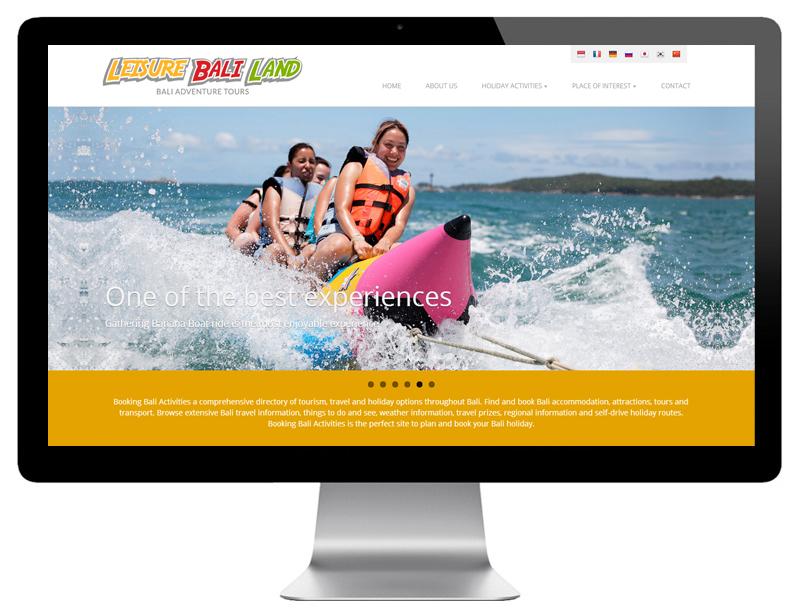 LEISURE BALI LAND
BALI ADVENTURE TOURS
HOME ABOUT US HOLIDAY ACTIVITIES PLACE OF INTEREST CONTACT
One of the best experiences
Gathering Banana Boat ride is the most enjoyable experience
Booking Bali Activities a comprehensive directory of tourism, travel and holiday options throughout Bali. Find and book Bali accommodation, attractions, tours and
transport. Browse extensive Bali travel information, things to do and see, weather information, travel prizes, regional information and self-drive holiday routes.
Booking Bali Activities is the perfect site to plan and book your Bali holiday.